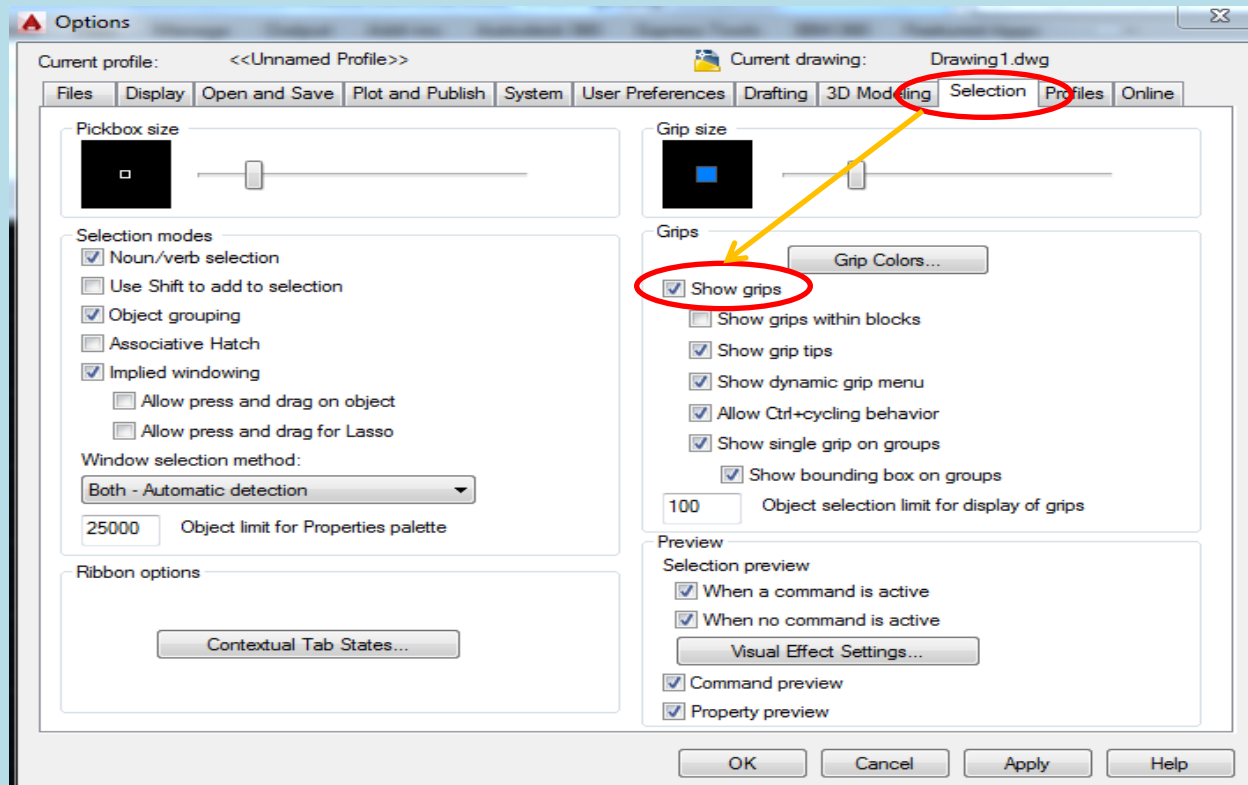 Options
Current profile: <<Unnamed Profile>> Current drawing: Drawing1.dwg
Files Display Open and Save Plot and Publish System User Preferences Drafting 3D Modeling Selection Profiles Online
Pickbox size
Selection modes
Noun/verb selection
Use Shift to add to selection
Object grouping
Associative Hatch
Implied windowing
Allow press and drag on object
Allow press and drag for Lasso
Window selection method:
Both - Automatic detection
25000 Object limit for Properties palette
Ribbon options
Contextual Tab States...
Grip size
Grips
Grip Colors...
Show grips
Show grips within blocks
Show grip tips
Show dynamic grip menu
Allow Ctrl+cycling behavior
Show single grip on groups
Show bounding box on groups
100 Object selection limit for display of grips
Preview
Selection preview
When a command is active
When no command is active
Visual Effect Settings...
Command preview
Property preview
OK Cancel Apply Help